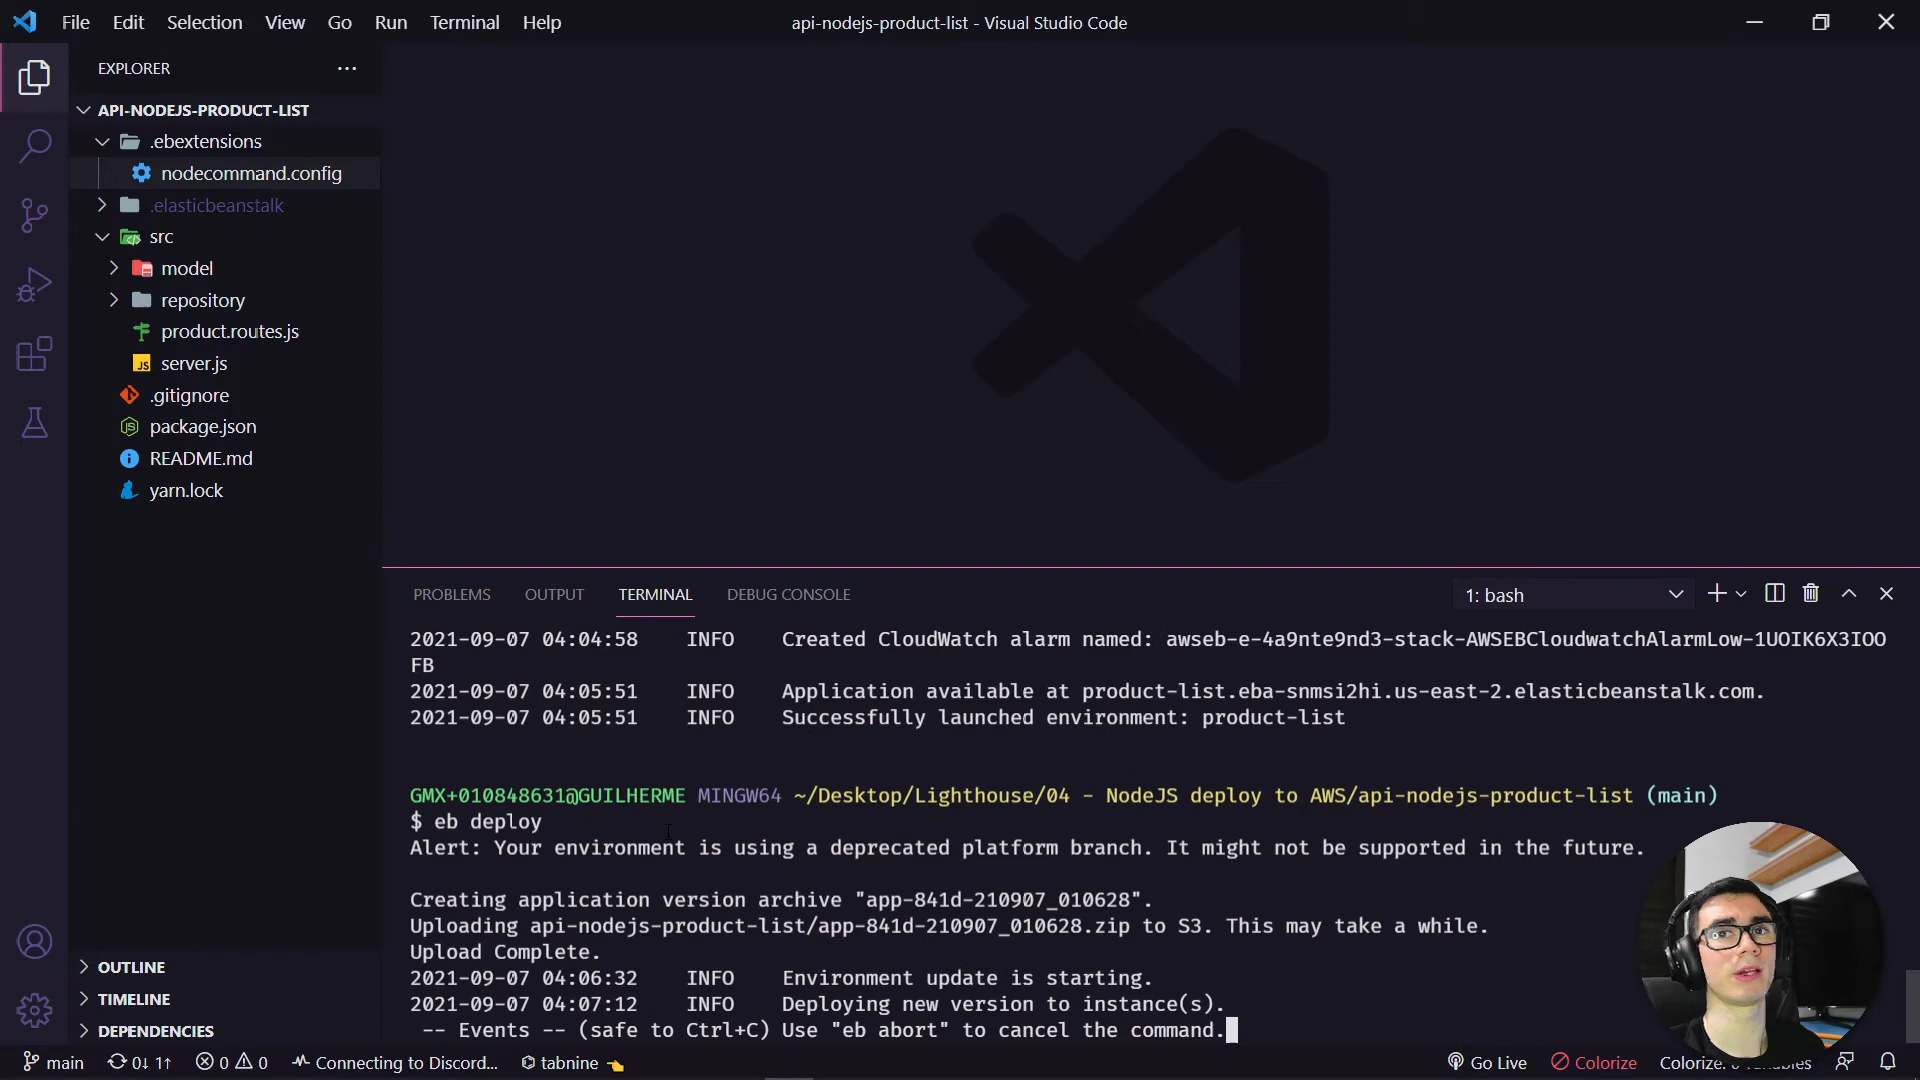 File Edit Selection View Go Run Terminal Help
api-nodejs-product-list - Visual Studio Code
EXPLORER
API-NODEJS-PRODUCT-LIST
.ebextensions
nodecommand.config
.elasticbeanstalk
src
model
repository
product.routes.js
server.js
.gitignore
package.json
README.md
yarn.lock
OUTLINE
TIMELINE
DEPENDENCIES
PROBLEMS OUTPUT TERMINAL DEBUG CONSOLE
1: bash
2021-09-07 04:04:58 INFO Created CloudWatch alarm named: awseb-e-4a9nte9nd3-stack-AWSEBCloudwatchAlarmLow-1UOIK6X3IOO
FB
2021-09-07 04:05:51 INFO Application available at product-list.eba-snmsi2hi.us-east-2.elasticbeanstalk.com.
2021-09-07 04:05:51 INFO Successfully launched environment: product-list
GMX+010848631@GUILHERME MINGW64 ~/Desktop/Lighthouse/04 - NodeJS deploy to AWS/api-nodejs-product-list (main)
$ eb deploy
Alert: Your environment is using a deprecated platform branch. It might not be supported in the future.
Creating application version archive "app-841d-210907_010628".
Uploading api-nodejs-product-list/app-841d-210907_010628.zip to S3. This may take a while.
Upload Complete.
2021-09-07 04:06:32 INFO Environment update is starting.
2021-09-07 04:07:12 INFO Deploying new version to instance(s).
-- Events -- (safe to Ctrl+C) Use "eb abort" to cancel the command.
main 0↓ 1↑ 0 0 Connecting to Discord... tabnine Go Live Colorize Colorize: 0 variables